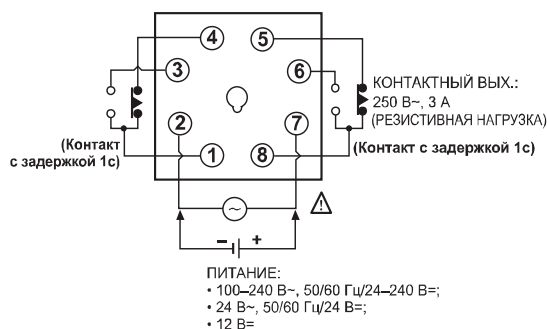 4
5
3
6
КОНТАКТНЫЙ ВЫХ.:
250 В~, 3 А
(РЕЗИСТИВНАЯ НАГРУЗКА)
2
7
(Контакт
с задержкой 1с)
1
8
(Контакт с задержкой 1с)
~
– +
ПИТАНИЕ:
• 100–240 В~, 50/60 Гц/24–240 В=;
• 24 В~, 50/60 Гц/24 В=;
• 12 В=